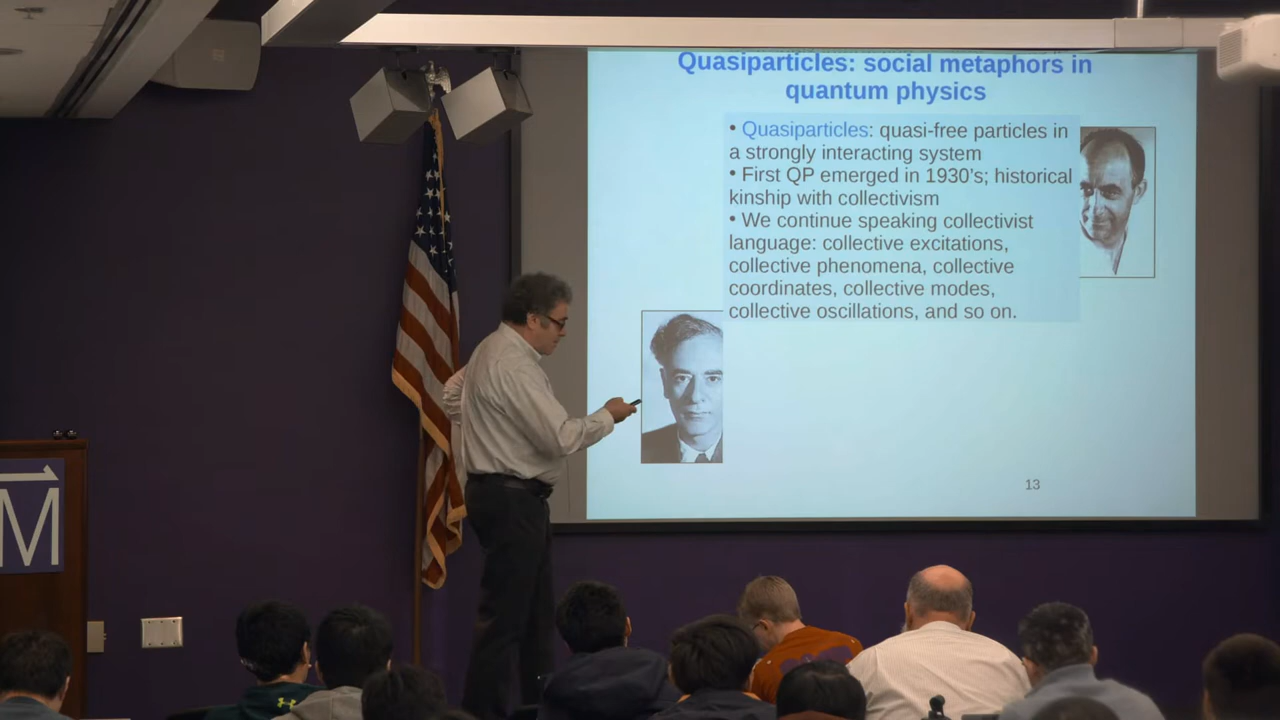 Quasiparticles: social metaphors in
quantum physics
• Quasiparticles: quasi-free particles in
a strongly interacting system
• First QP emerged in 1930's; historical
kinship with collectivism
• We continue speaking collectivist
language: collective excitations,
collective phenomena, collective
coordinates, collective modes,
collective oscillations, and so on.
13
M